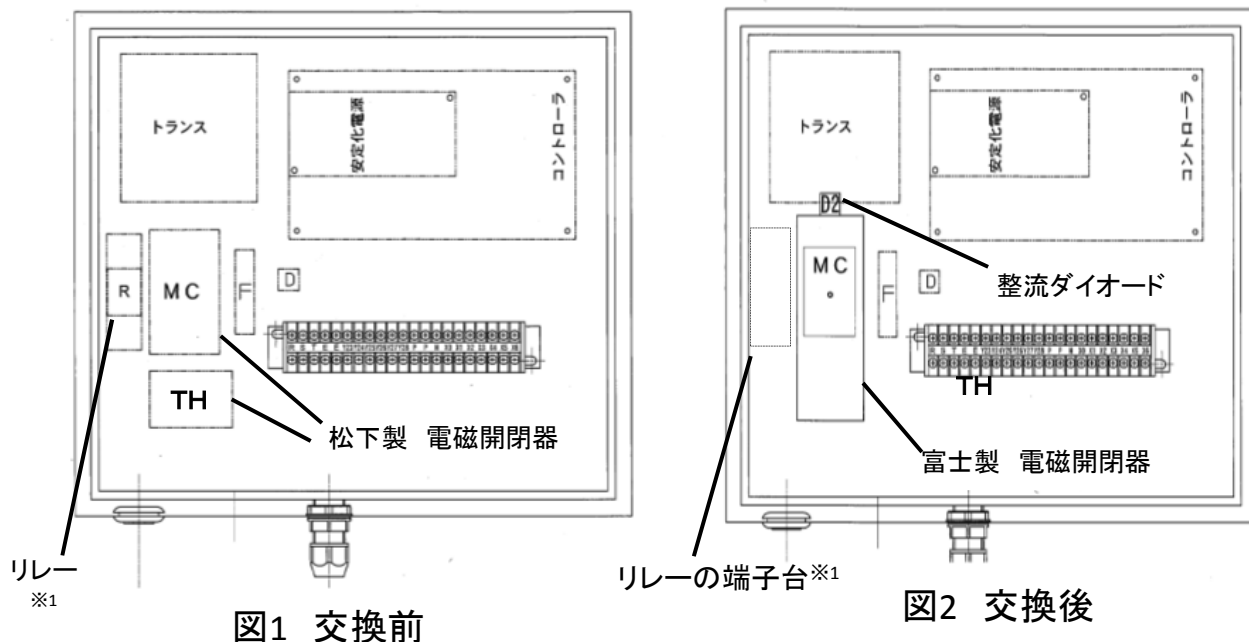 トランス
安定化電源
コントローラ
R
MC
F
D
TH
松下製 電磁開閉器
リレー
※1
図1 交換前
トランス
安定化電源
コントローラ
D2
MC
F
D
整流ダイオード
TH
富士製 電磁開閉器
リレーの端子台※1
図2 交換後